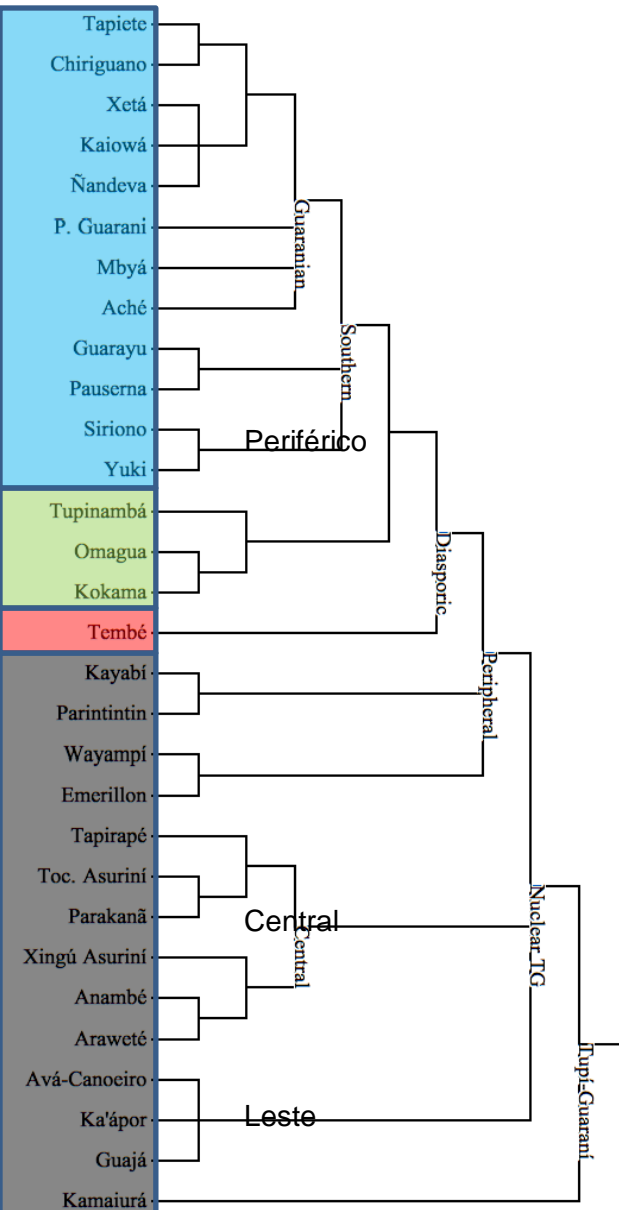 Tapiete
Chiriguano
Xetá
Kaiowá
Ñandeva
P. Guarani
Mbyá
Aché
Guarayu
Pauserna
Siriono
Yuki
Tupinambá
Omagua
Kokama
Tembé
Kayabí
Parintintin
Wayampí
Emerillon
Tapirapé
Toc. Asuriní
Parakanã
Xingú Asuriní
Anambé
Araweté
Avá-Canoeiro
Ka'ápor
Guajá
Kamaiurá
Guaranian
Southern
Periférico
Diasporic
Peripheral
Central
Central
Nuclear_TG
Leste
Tupí-Guaraní